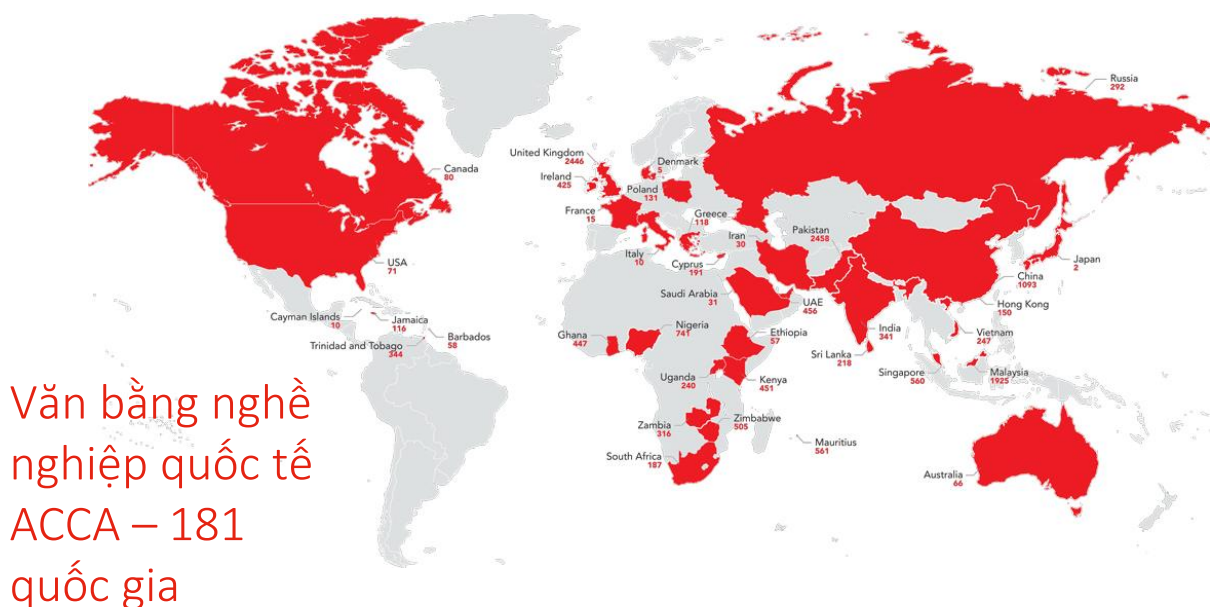 Russia
292
Canada
80
United Kingdom
2446
Denmark
5
Ireland
425
Poland
131
France
15
Greece
118
Iran
30
Pakistan
2458
Italy
10
Cyprus
191
Japan
2
USA
71
China
1093
Saudi Arabia
31
UAE
456
Hong Kong
150
Cayman Islands
10
Jamaica
116
Barbados
58
Trinidad and Tobago
344
Ghana
447
Nigeria
741
Ethiopia
57
India
341
Vietnam
247
Sri Lanka
218
Singapore
560
Malaysia
1925
Uganda
240
Kenya
451
Zambia
316
Zimbabwe
505
Mauritius
561
South Africa
187
Australia
66
Văn bằng nghề
nghiệp quốc tế
ACCA – 181
quốc gia